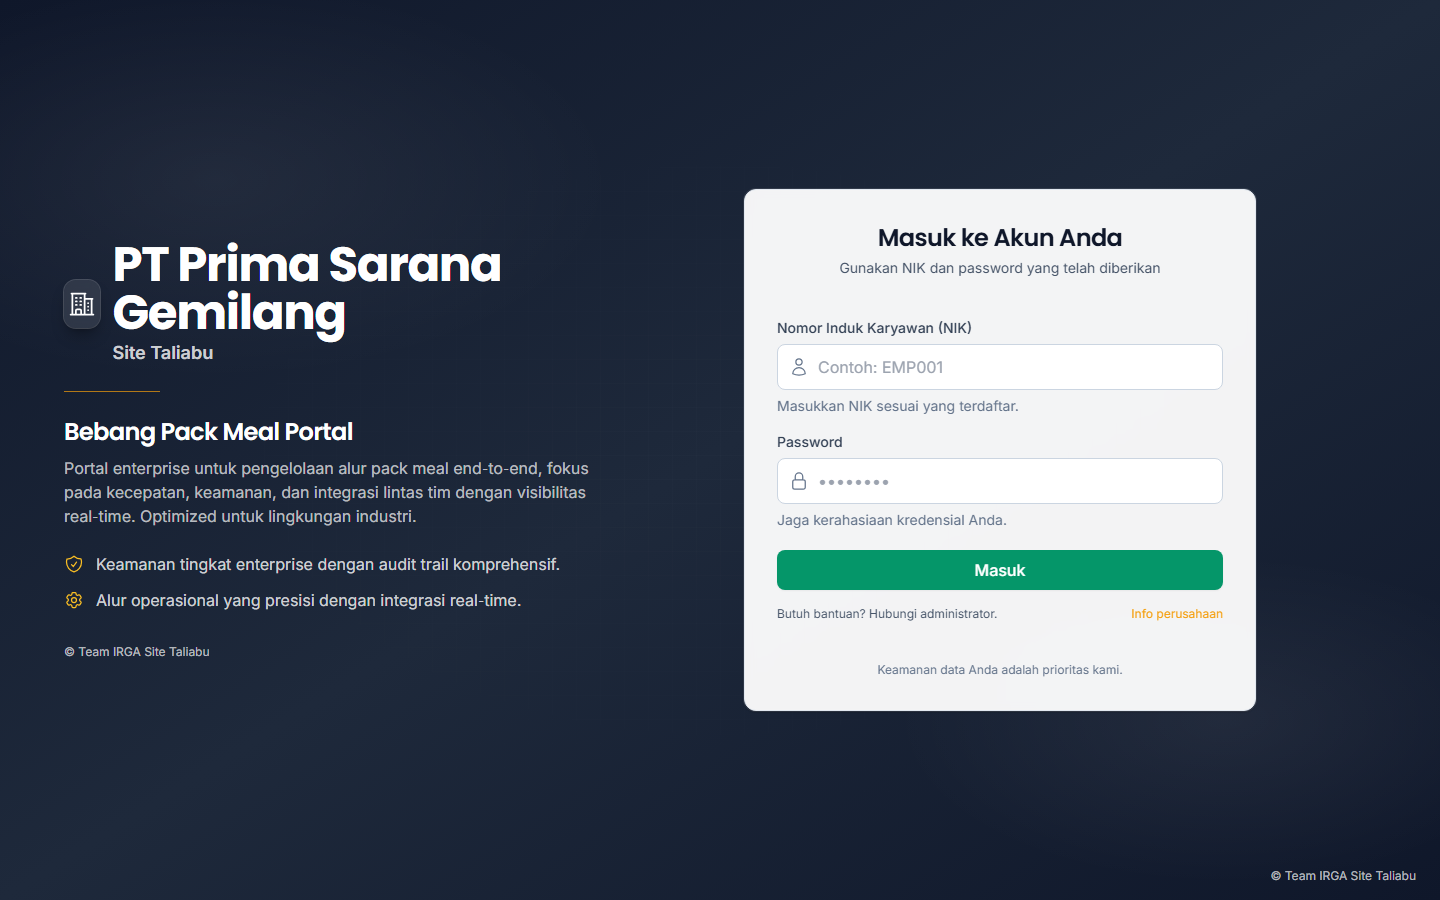 PT Prima Sarana
Gemilang
Site Taliabu
Bebang Pack Meal Portal
Portal enterprise untuk pengelolaan alur pack meal end-to-end, fokus
pada kecepatan, keamanan, dan integrasi lintas tim dengan visibilitas
real-time. Optimized untuk lingkungan industri.
Keamanan tingkat enterprise dengan audit trail komprehensif.
Alur operasional yang presisi dengan integrasi real-time.
© Team IRGA Site Taliabu
Masuk ke Akun Anda
Gunakan NIK dan password yang telah diberikan
Nomor Induk Karyawan (NIK)
Contoh: EMP001
Masukkan NIK sesuai yang terdaftar.
Password
••••••••
Jaga kerahasiaan kredensial Anda.
Masuk
Butuh bantuan? Hubungi administrator.
Info perusahaan
Keamanan data Anda adalah prioritas kami.
© Team IRGA Site Taliabu